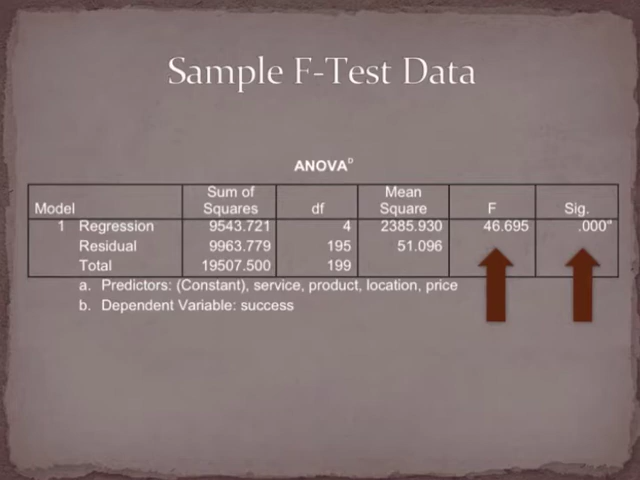 Sample F-Test Data
ANOVAb
Model Sum of Squares df Mean Square F Sig.
1 Regression 9543.721 4 2385.930 46.695 .000a
Residual 9963.779 195 51.096
Total 19507.500 199
a. Predictors: (Constant), service, product, location, price
b. Dependent Variable: success